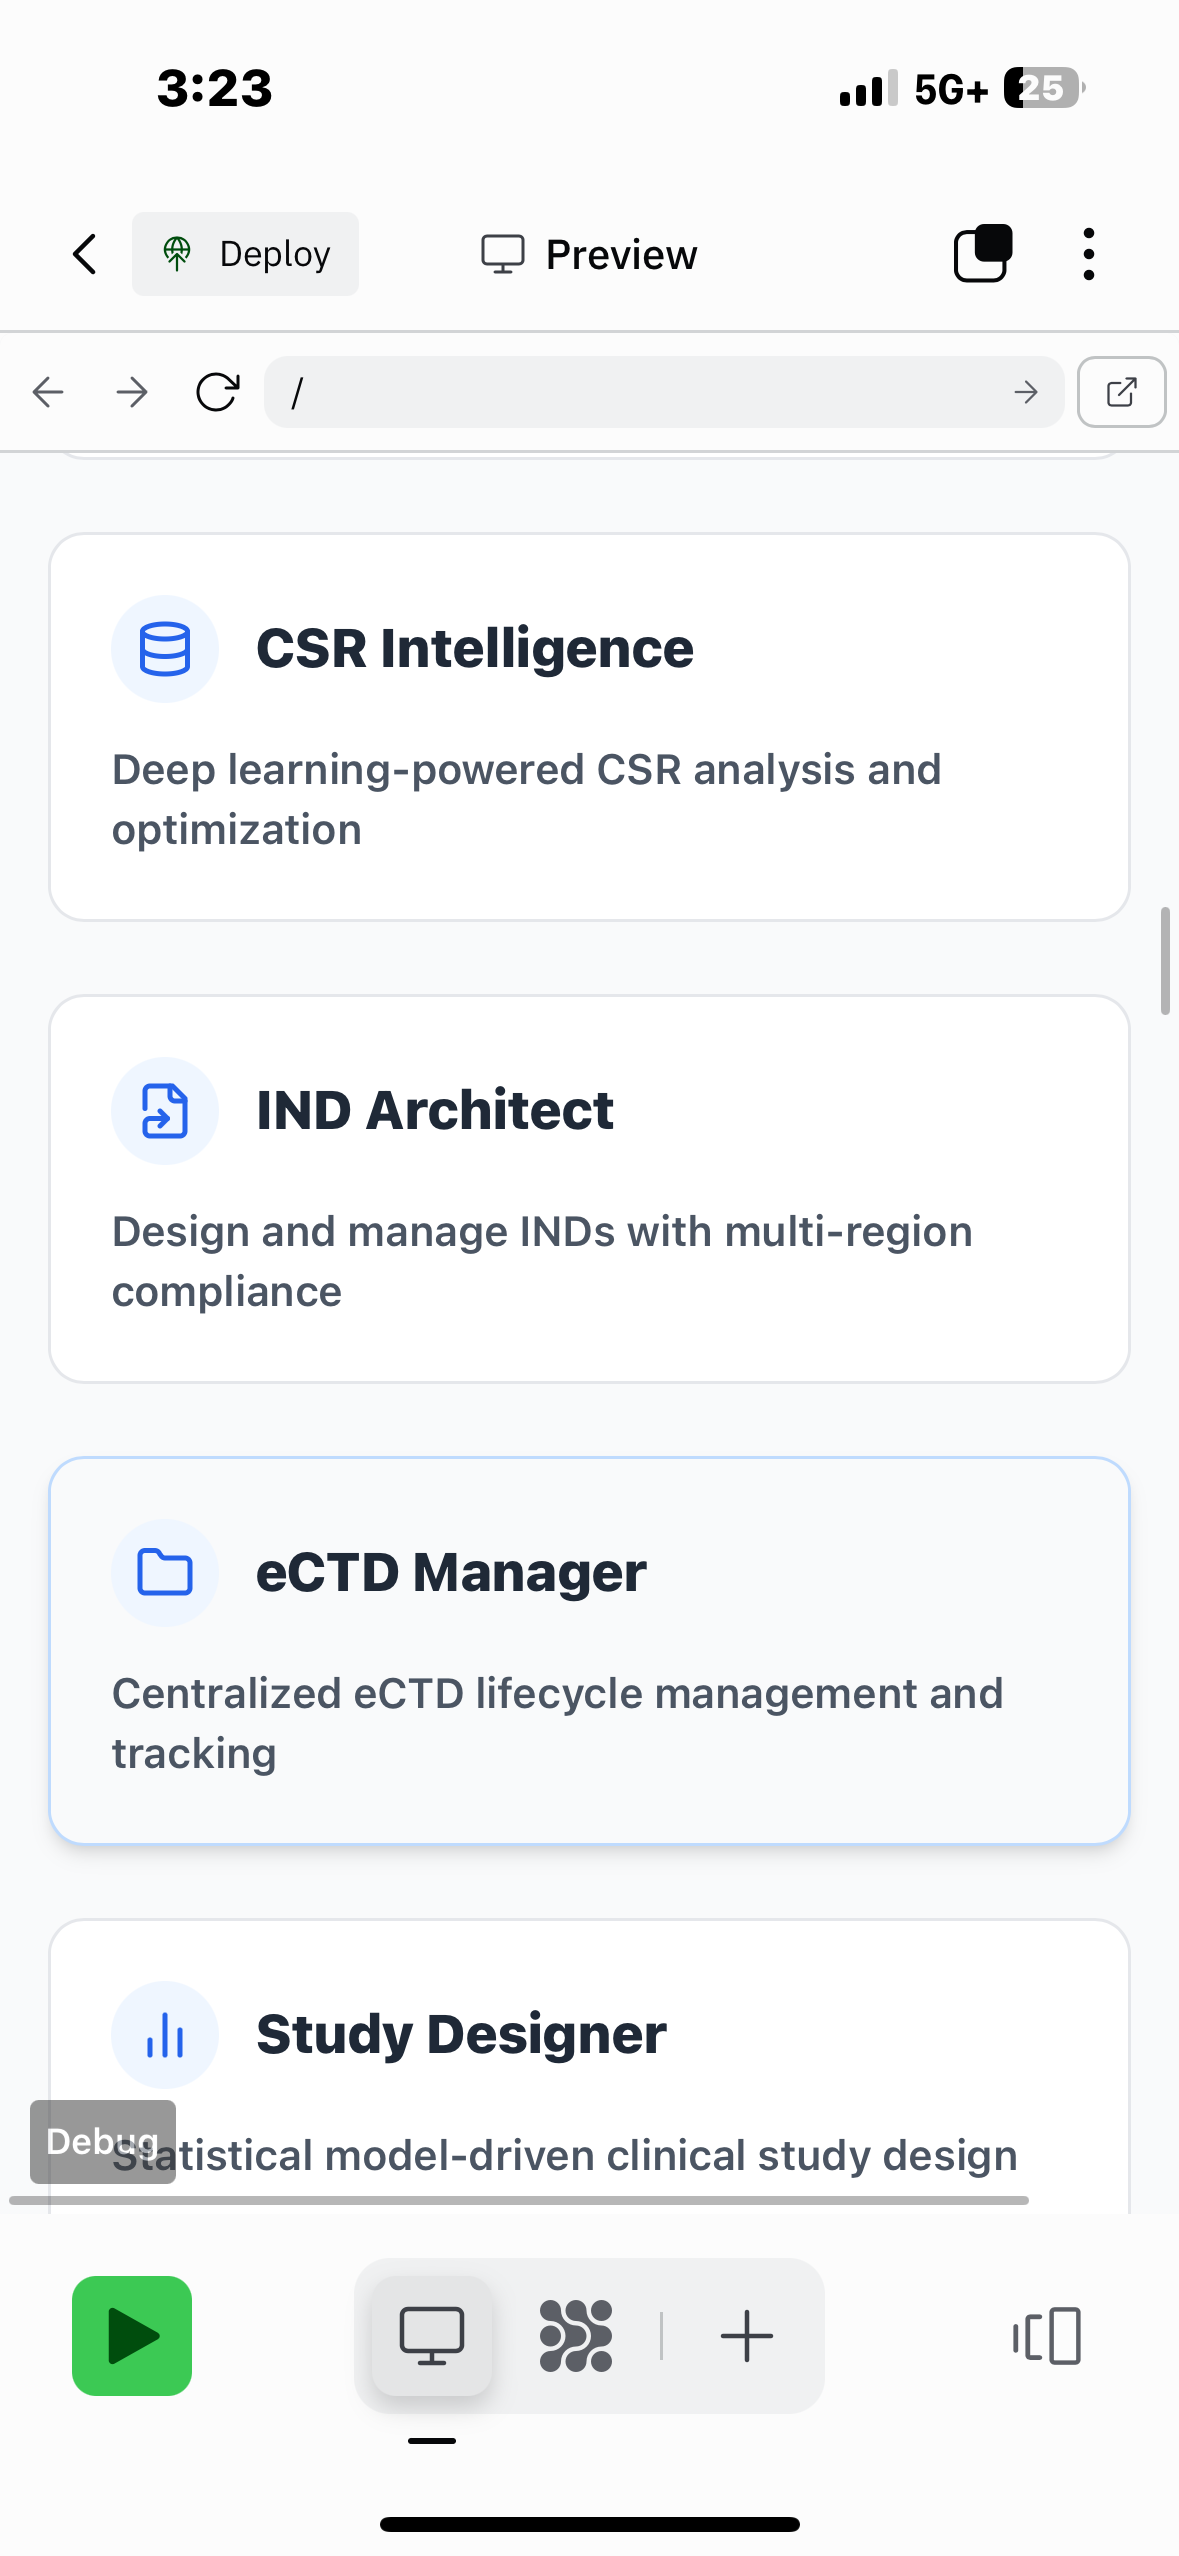 3:23
5G+
25
Deploy
Preview
/
CSR Intelligence
Deep learning-powered CSR analysis and
optimization
IND Architect
Design and manage INDs with multi-region
compliance
eCTD Manager
Centralized eCTD lifecycle management and
tracking
Study Designer
Debug
Statistical model-driven clinical study design